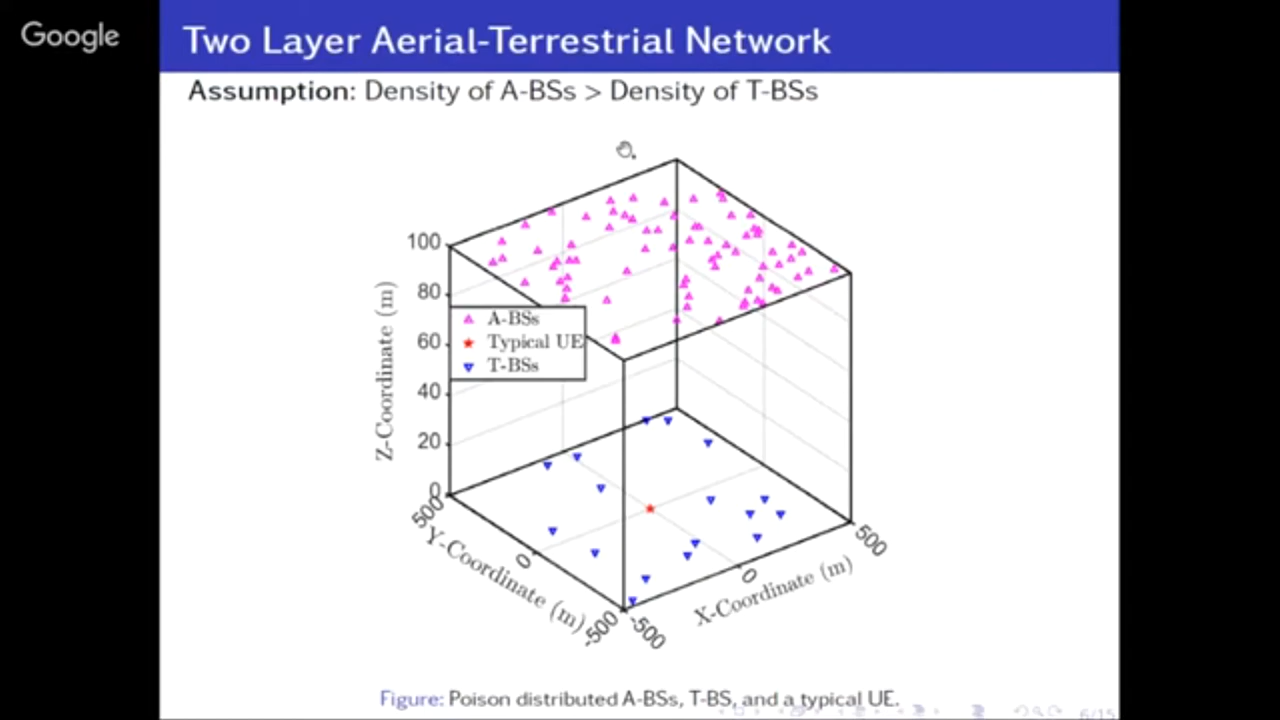 Google
Two Layer Aerial-Terrestrial Network
Assumption: Density of A-BSs > Density of T-BSs
100
80
60
40
20
0
Z-Coordinate (m)
A-BSs
Typical UE
T-BSs
500
0
-500
Y-Coordinate (m)
-500
0
500
X-Coordinate (m)
Figure: Poison distributed A-BSs, T-BS, and a typical UE.
6/15